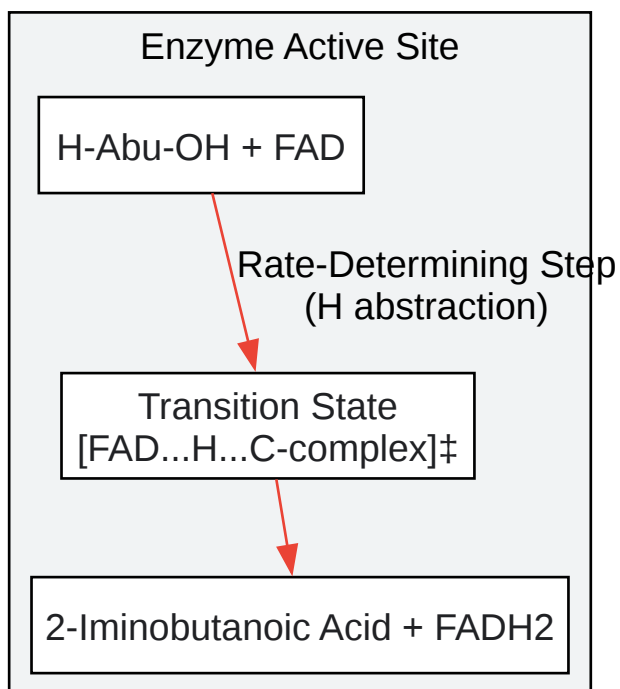 Enzyme Active Site
H-Abu-OH + FAD
Rate-Determining Step
(H abstraction)
Transition State
[FAD...H...C-complex]‡
2-Iminobutanoic Acid + FADH2